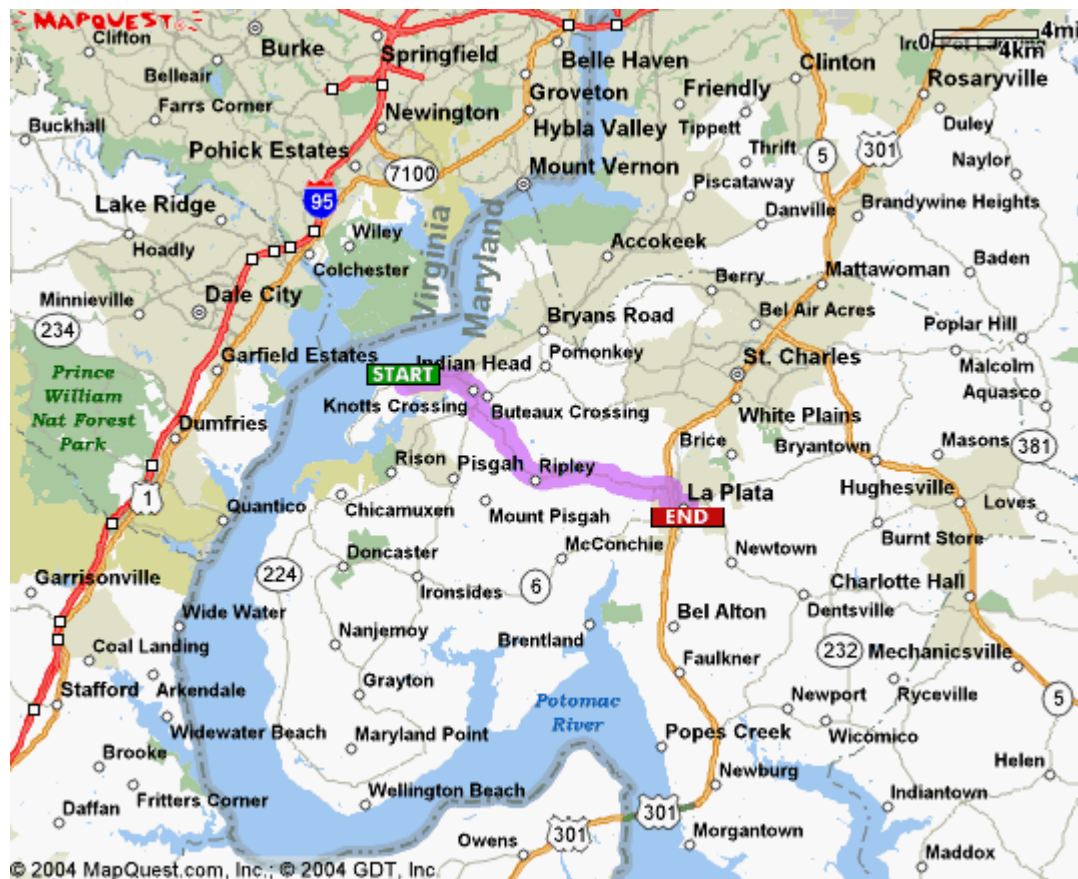 MAPQUEST
4mi
0
4km
Clifton
Burke
Springfield
Belle Haven
Clinton
Rosaryville
Belleair
Farrs Corner
Newington
Groveton
Friendly
Hybla Valley
Tippett
Duley
Buckhall
Pohick Estates
Mount Vernon
Thrift
5
301
Naylor
7100
95
Piscataway
Lake Ridge
Wiley
Virginia
Maryland
Danville
Brandywine Heights
Hoadly
Colchester
Accokeek
Minnieville
Dale City
Berry
Mattawoman
Baden
234
Bryans Road
Bel Air Acres
Poplar Hill
Garfield Estates
START
Indian Head
Pomonkey
St. Charles
Malcolm
Prince
William
Nat Forest
Park
Knotts Crossing
Buteaux Crossing
White Plains
Aquasco
Dumfries
Brice
Bryantown
Masons
381
Rison
Pisgah
Ripley
La Plata
Hughesville
Loves
1
Quantico
Chicamuxen
Mount Pisgah
END
Burnt Store
Doncaster
McConchie
Newtown
Garrisonville
224
Ironsides
6
Charlotte Hall
Dentsville
Wide Water
Nanjemoy
Brentland
Bel Alton
Coal Landing
232
Mechanicsville
Stafford
Arkendale
Grayton
Faulkner
Newport
Ryceville
5
Potomac
River
Widewater Beach
Maryland Point
Popes Creek
Wicomico
Brooke
Newburg
Helen
Fritters Corner
Wellington Beach
Indiantown
Daffan
301
301
Owens
Morgantown
Maddox
© 2004 MapQuest.com, Inc.; © 2004 GDT, Inc.